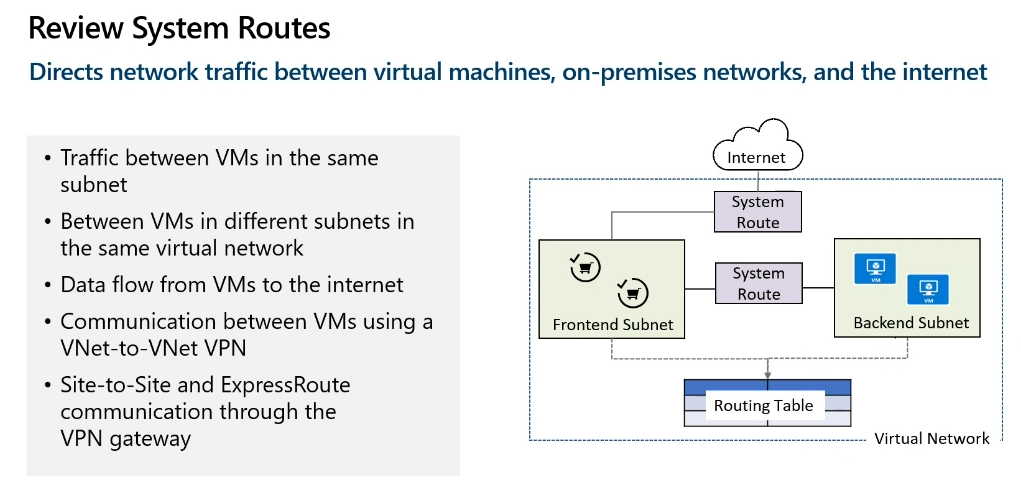 Review System Routes
Directs network traffic between virtual machines, on-premises networks, and the internet
• Traffic between VMs in the same
subnet
• Between VMs in different subnets in
the same virtual network
• Data flow from VMs to the internet
• Communication between VMs using a
VNet-to-VNet VPN
• Site-to-Site and ExpressRoute
communication through the
VPN gateway
Internet
System
Route
System
Route
VM
VM
Frontend Subnet
Backend Subnet
Routing Table
Virtual Network